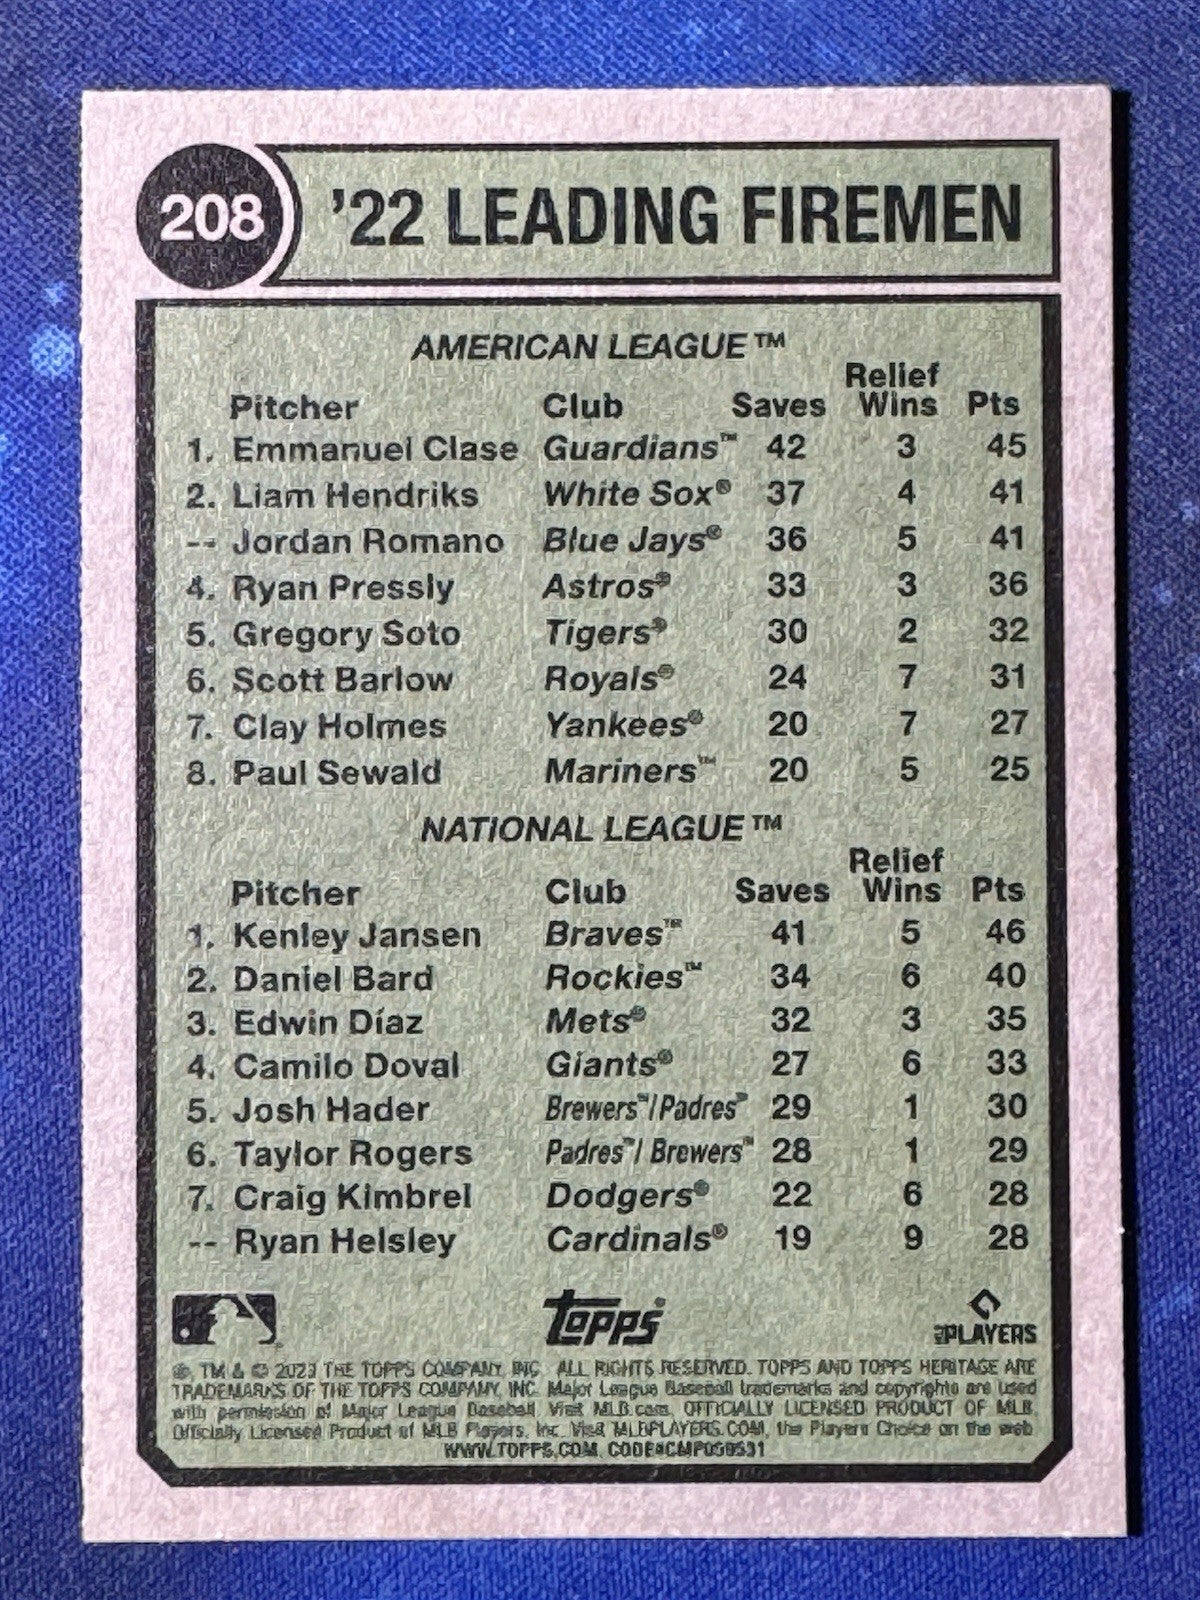 208
'22 LEADING FIREMEN
AMERICAN LEAGUE™
Pitcher Club Saves Relief Wins Pts
1. Emmanuel Clase Guardians™ 42 3 45
2. Liam Hendriks White Sox® 37 4 41
-- Jordan Romano Blue Jays® 36 5 41
4. Ryan Pressly Astros® 33 3 36
5. Gregory Soto Tigers® 30 2 32
6. Scott Barlow Royals® 24 7 31
7. Clay Holmes Yankees® 20 7 27
8. Paul Sewald Mariners™ 20 5 25
NATIONAL LEAGUE™
Pitcher Club Saves Relief Wins Pts
1. Kenley Jansen Braves™ 41 5 46
2. Daniel Bard Rockies™ 34 6 40
3. Edwin Díaz Mets® 32 3 35
4. Camilo Doval Giants® 27 6 33
5. Josh Hader Brewers™/Padres™ 29 1 30
6. Taylor Rogers Padres™/ Brewers™ 28 1 29
7. Craig Kimbrel Dodgers® 22 6 28
-- Ryan Helsley Cardinals® 19 9 28
Topps® PLAYERS
®, TM & © 2023 THE TOPPS COMPANY, INC. ALL RIGHTS RESERVED. TOPPS AND TOPPS HERITAGE ARE
TRADEMARKS OF THE TOPPS COMPANY, INC. Major League Baseball trademarks and copyrights are used
with permission of Major League Baseball. Visit MLB.com. OFFICIALLY LICENSED PRODUCT OF MLB
Officially Licensed Product of MLB Players, Inc. Visit MLBPLAYERS.COM, the Players Choice on the web
WWW.TOPPS.COM. CODE#CMP059531